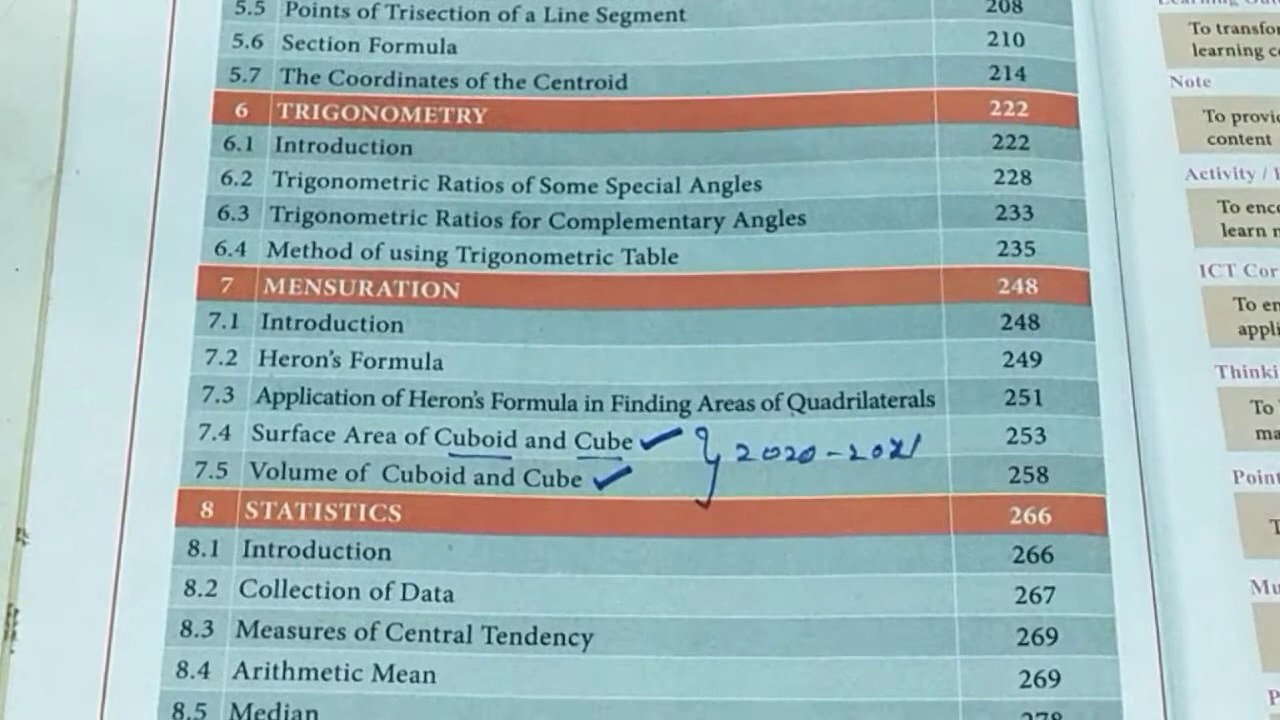 5.5 Points of Trisection of a Line Segment 208
5.6 Section Formula 210
5.7 The Coordinates of the Centroid 214
6 TRIGONOMETRY 222
6.1 Introduction 222
6.2 Trigonometric Ratios of Some Special Angles 228
6.3 Trigonometric Ratios for Complementary Angles 233
6.4 Method of using Trigonometric Table 235
7 MENSURATION 248
7.1 Introduction 248
7.2 Heron's Formula 249
7.3 Application of Heron's Formula in Finding Areas of Quadrilaterals 251
7.4 Surface Area of Cuboid and Cube 253
2020-2021
7.5 Volume of Cuboid and Cube 258
8 STATISTICS 266
8.1 Introduction 266
8.2 Collection of Data 267
8.3 Measures of Central Tendency 269
8.4 Arithmetic Mean 269
8.5 Median
To
learning
Note
To
content
Activity /
To
learn
ICT
To
To